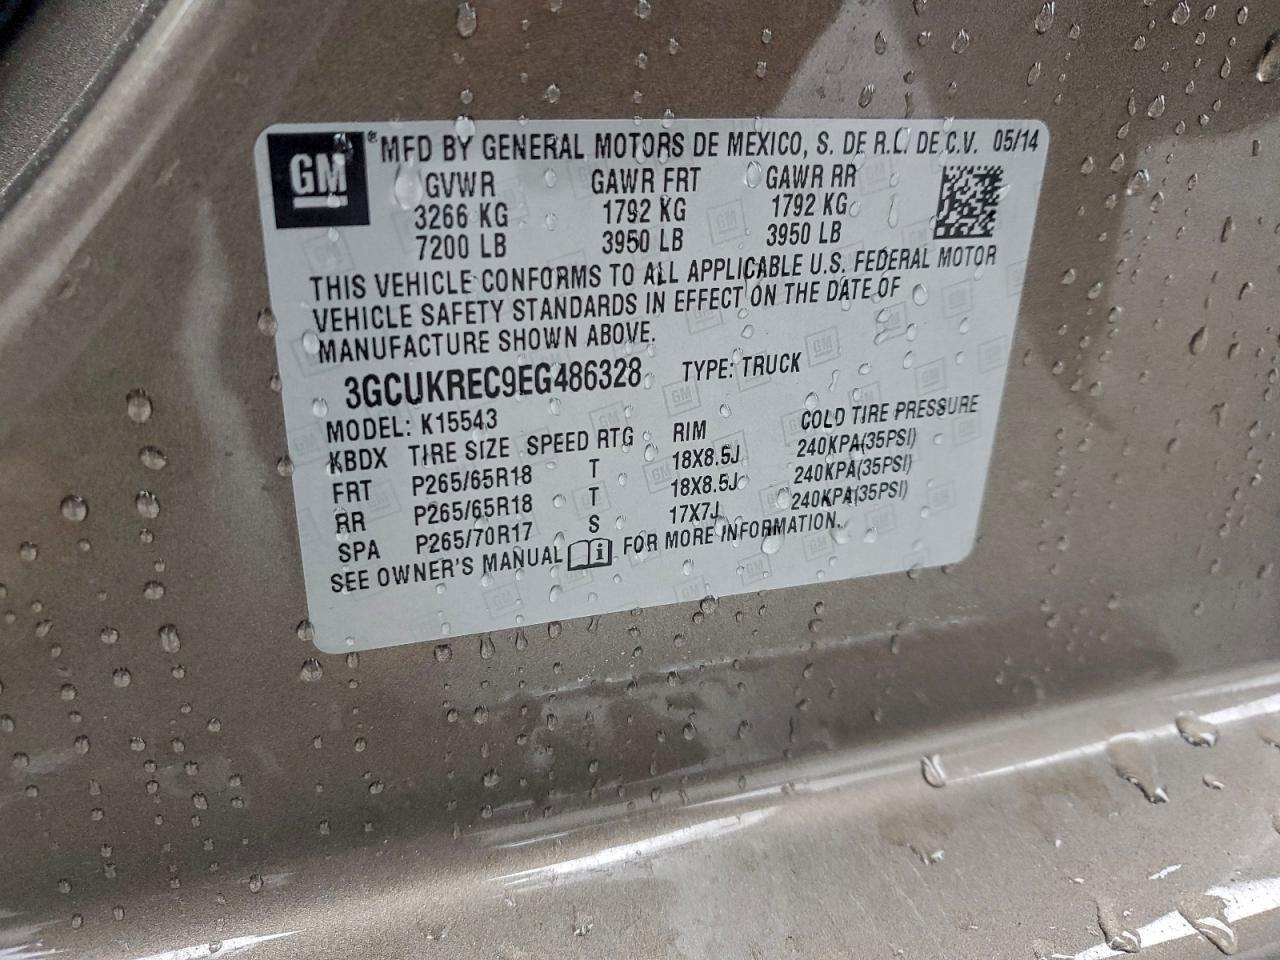 GM ® MFD BY GENERAL MOTORS DE MEXICO, S. DE R.L. DE C.V. 05/14
GVWR GAWR FRT GAWR RR
3266 KG 1792 KG 1792 KG
7200 LB 3950 LB 3950 LB
THIS VEHICLE CONFORMS TO ALL APPLICABLE U.S. FEDERAL MOTOR
VEHICLE SAFETY STANDARDS IN EFFECT ON THE DATE OF
MANUFACTURE SHOWN ABOVE.
3GCUKREC9EG486328 TYPE: TRUCK
MODEL: K15543
KBDX TIRE SIZE SPEED RTG RIM COLD TIRE PRESSURE
FRT P265/65R18 T 18X8.5J 240KPA(35PSI)
RR P265/65R18 T 18X8.5J 240KPA(35PSI)
SPA P265/70R17 S 17X7J 240KPA(35PSI)
SEE OWNER'S MANUAL i FOR MORE INFORMATION.